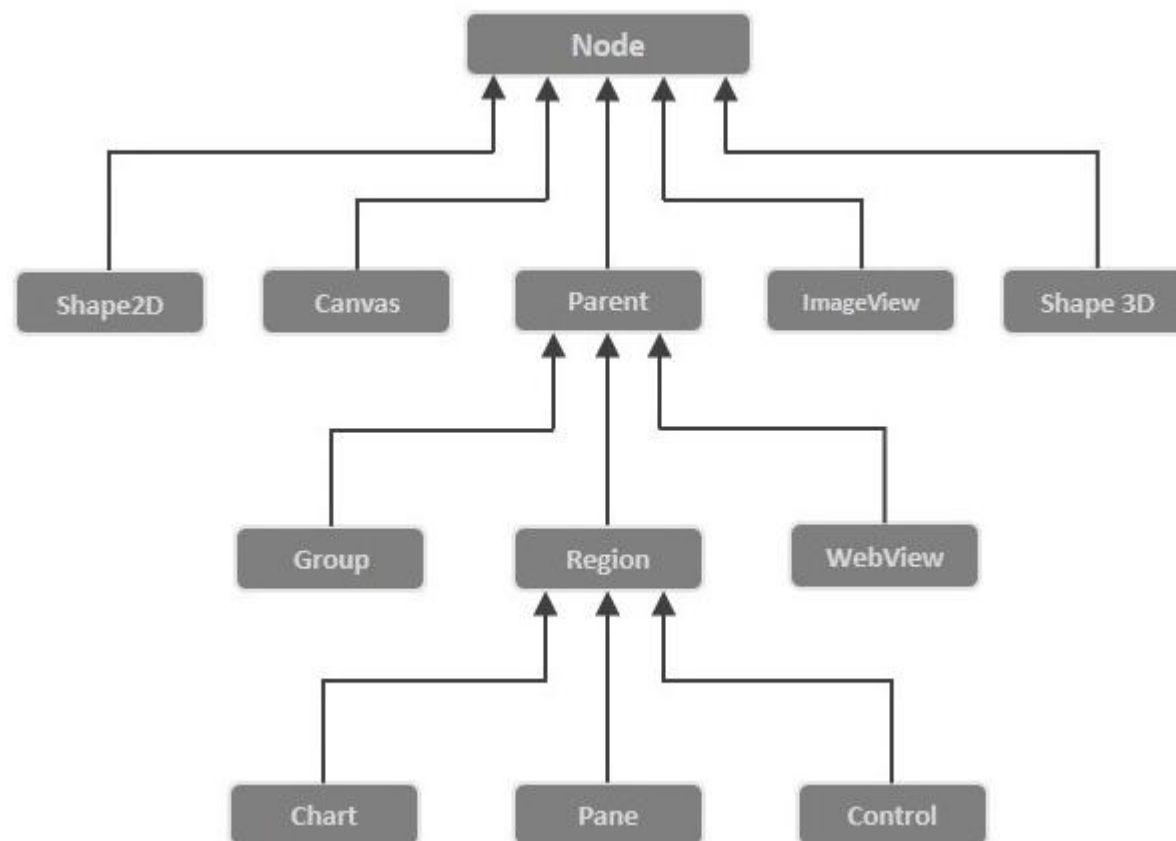 Node
Shape2D
Canvas
Parent
ImageView
Shape 3D
Group
Region
WebView
Chart
Pane
Control